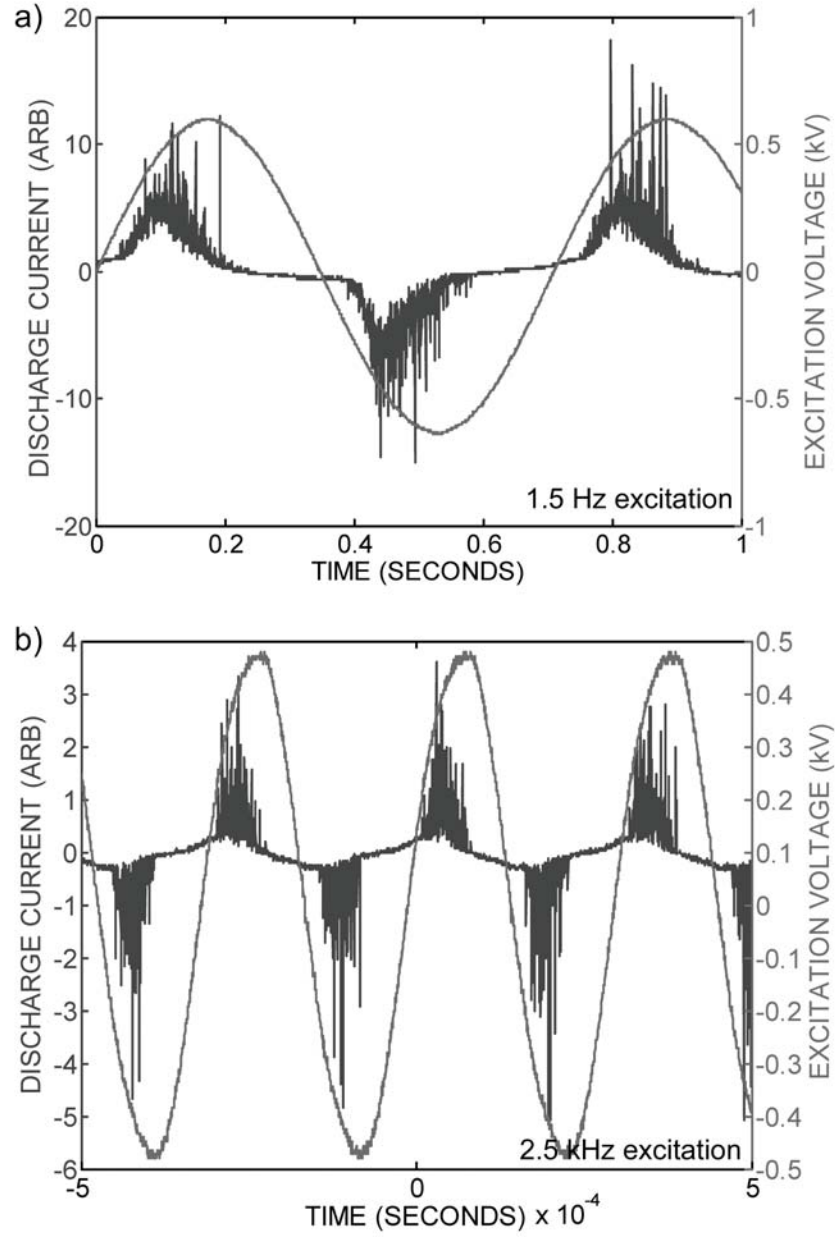 a)
20
10
0
-10
-20
DISCHARGE CURRENT (ARB)
1
0.5
0
-0.5
-1
EXCITATION VOLTAGE (kV)
1.5 Hz excitation
0 0.2 0.4 0.6 0.8 1
TIME (SECONDS)
b)
4
3
2
1
0
-1
-2
-3
-4
-5
-6
DISCHARGE CURRENT (ARB)
0.5
0.4
0.3
0.2
0.1
0
-0.1
-0.2
-0.3
-0.4
-0.5
EXCITATION VOLTAGE (kV)
2.5 kHz excitation
-5 0 5
TIME (SECONDS) x 10⁻⁴